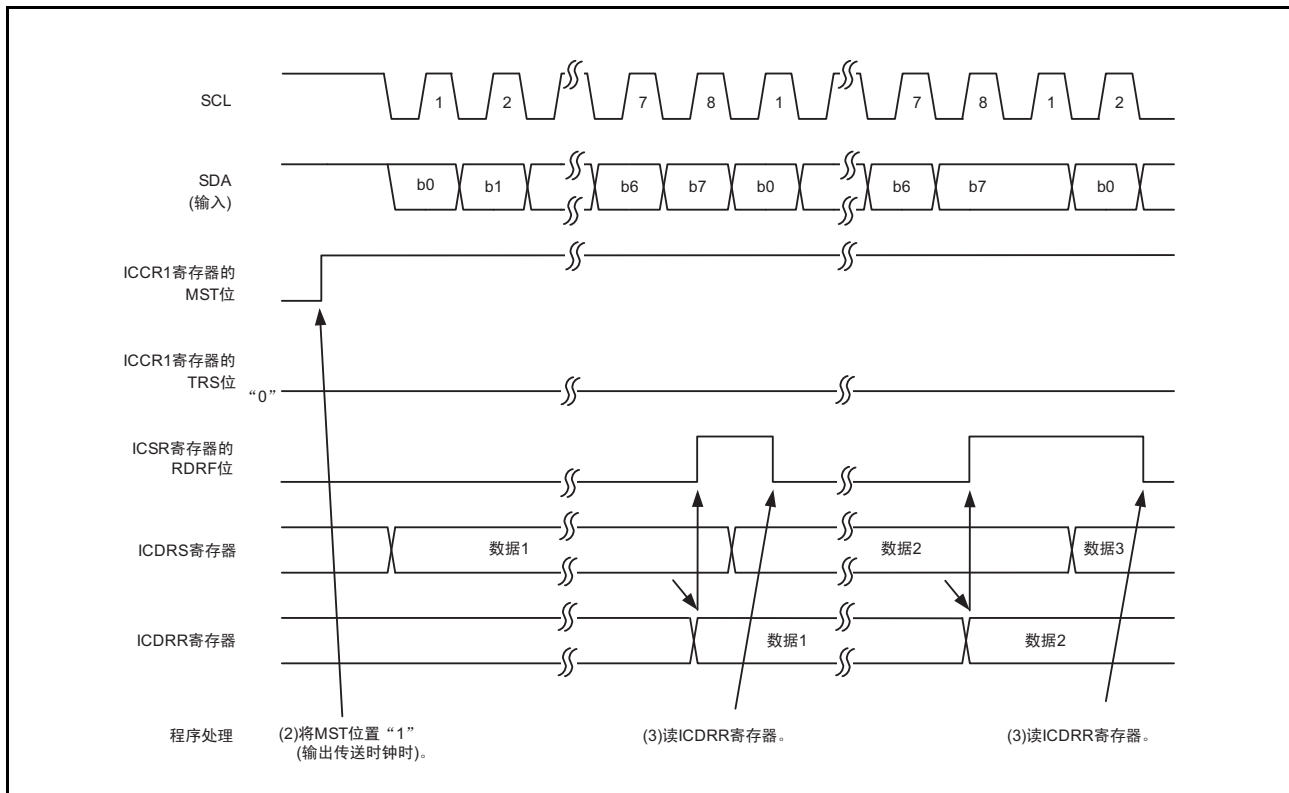 SCL
1 2 7 8 1 7 8 1 2
SDA
(输入)
b0 b1 b6 b7 b0 b6 b7 b0
ICCR1寄存器的
MST位
ICCR1寄存器的
TRS位
“0”
ICSR寄存器的
RDRF位
ICDRS寄存器
数据1 数据2 数据3
ICDRR寄存器
数据1 数据2
程序处理
(2)将MST位置“1”
(输出传送时钟时)。
(3)读ICDRR寄存器。
(3)读ICDRR寄存器。